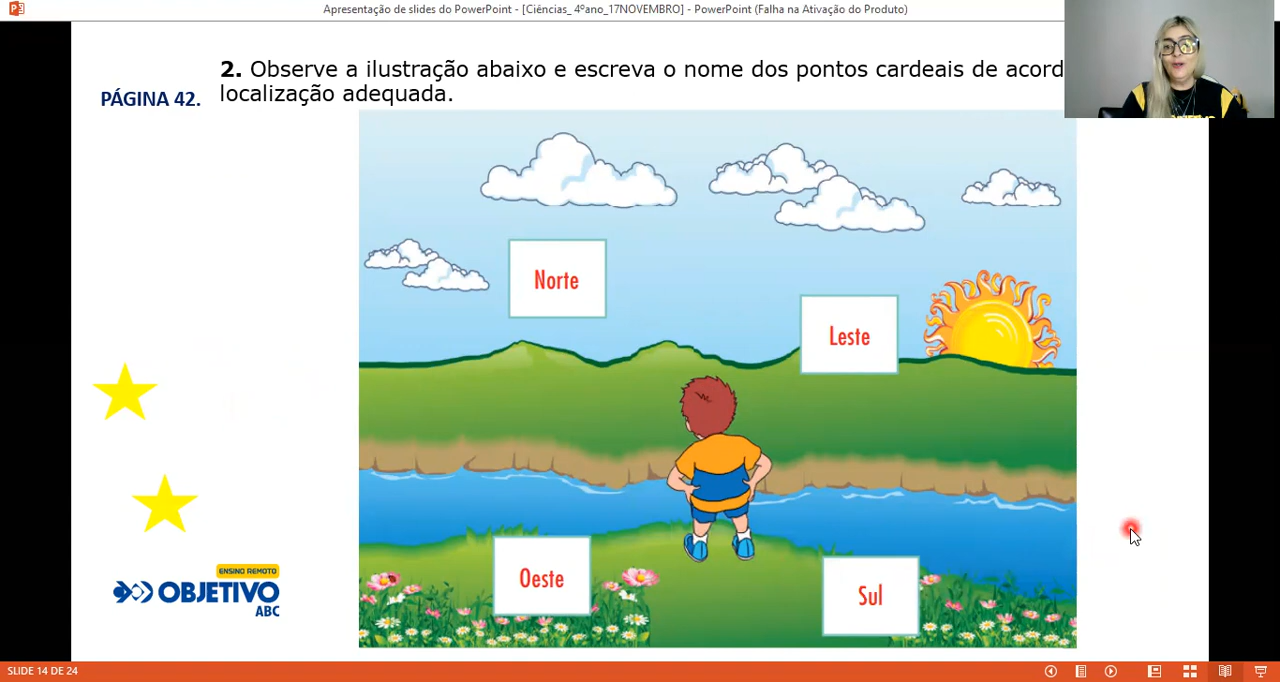 Apresentação de slides do PowerPoint - [Ciências_ 4ºano_17NOVEMBRO] - PowerPoint (Falha na Ativação do Produto)
2. Observe a ilustração abaixo e escreva o nome dos pontos cardeais de acord
PÁGINA 42.
localização adequada.
Norte
Leste
Oeste
Sul
ENSINO REMOTO
OBJETIVO
ABC
SLIDE 14 DE 24